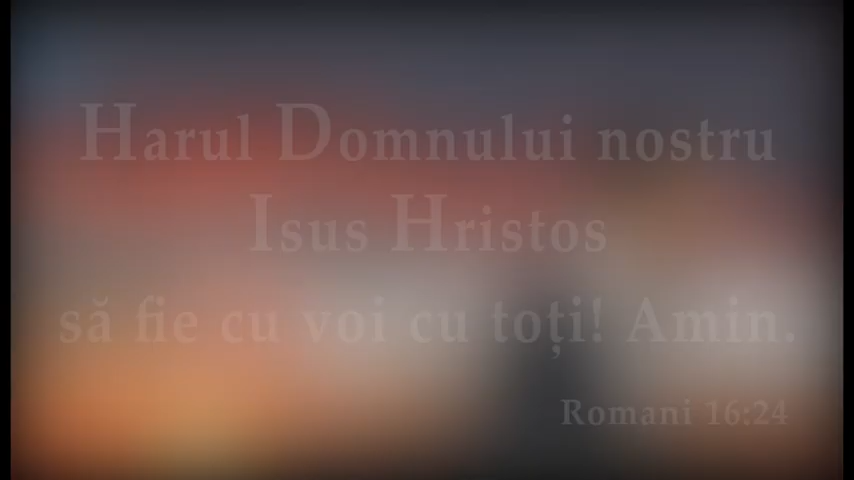 Harul Domnului nostru
Isus Hristos
să fie cu voi cu toți! Amin.
Romani 16:24